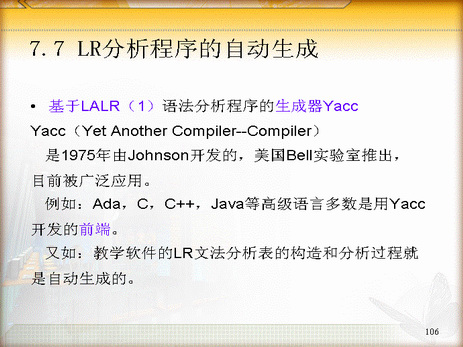 7.7 LR分析程序的自动生成
• 基于LALR（1）语法分析程序的生成器Yacc
Yacc（Yet Another Compiler--Compiler）
是1975年由Johnson开发的，美国Bell实验室推出，
目前被广泛应用。
例如：Ada，C，C++，Java等高级语言多数是用Yacc
开发的前端。
又如：教学软件的LR文法分析表的构造和分析过程就
是自动生成的。
106